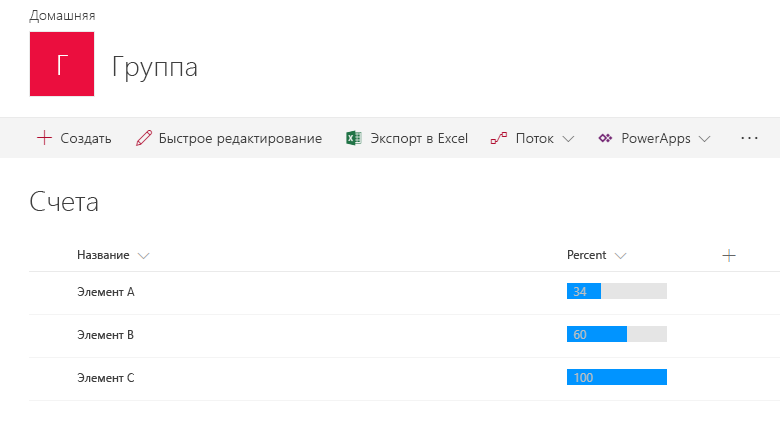 Домашняя
Г
Группа
Создать Быстрое редактирование Экспорт в Excel Поток PowerApps ...
Счета
Название Percent
Элемент A 34
Элемент B 60
Элемент C 100